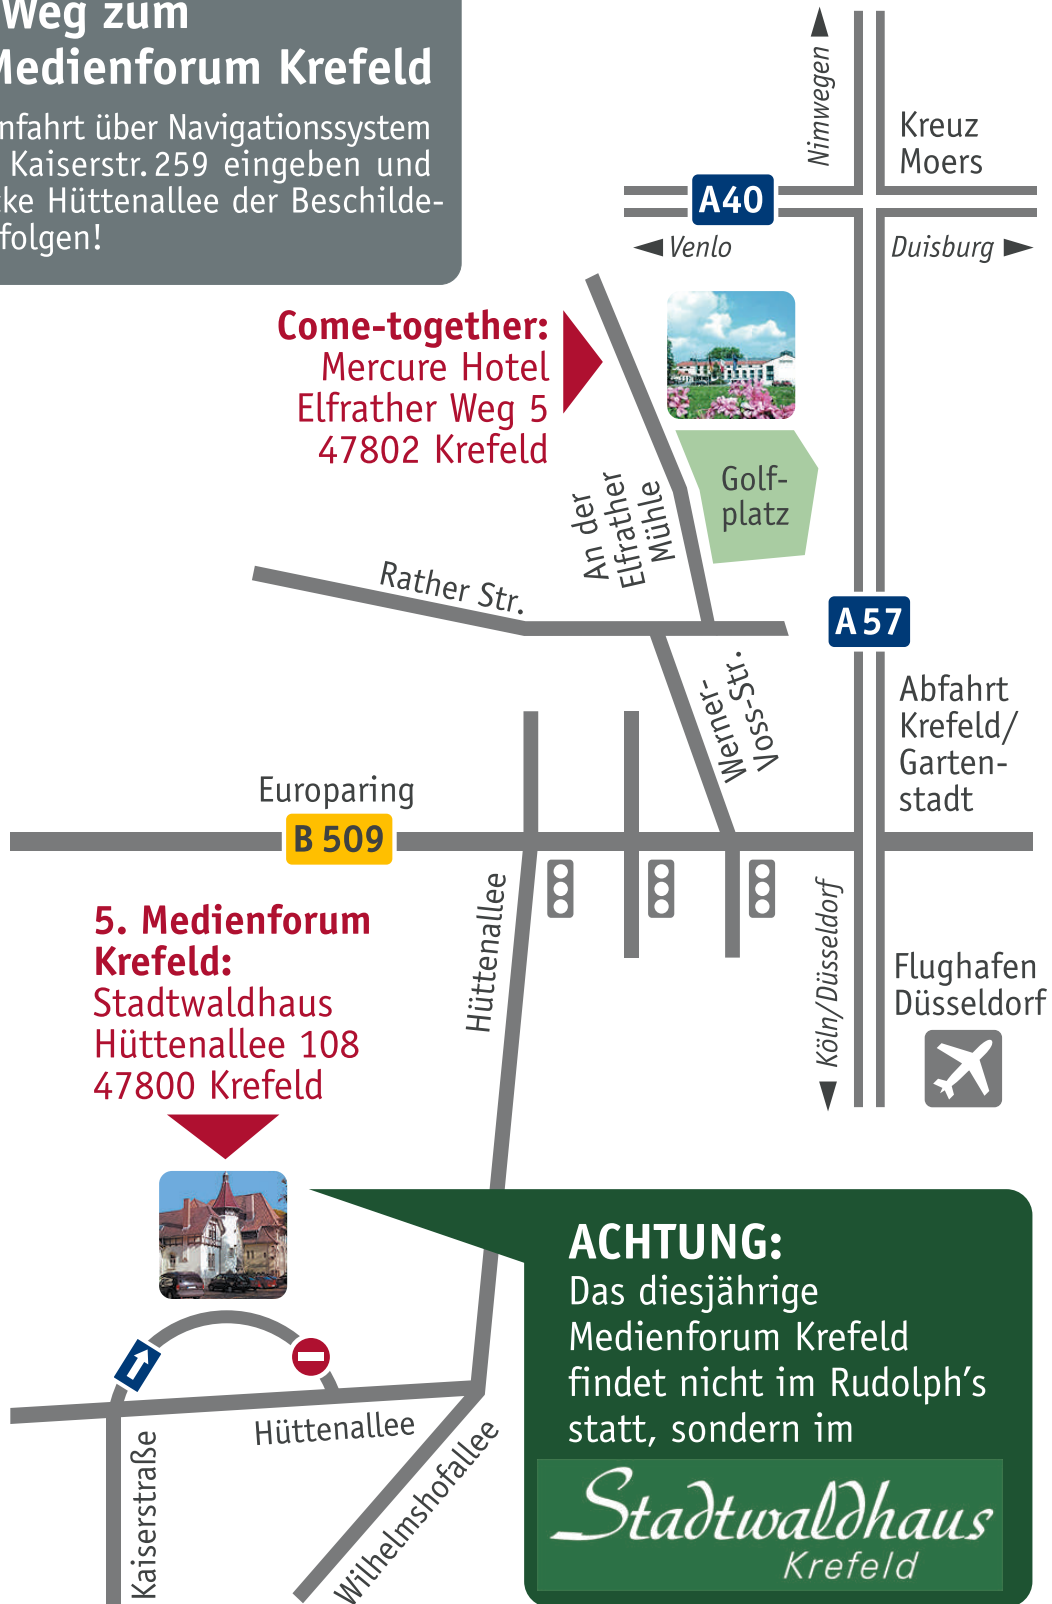 Weg zum
Medienforum Krefeld
nfahrt über Navigationssystem
Kaiserstr. 259 eingeben und
cke Hüttenallee der Beschilde-
folgen!
Nimwegen
Kreuz
Moers
A40
Venlo
Duisburg
Come-together:
Mercure Hotel
Elfrather Weg 5
47802 Krefeld
Golf-
platz
An der
Elfrather
Mühle
Rather Str.
A 57
Werner-
Voss-Str.
Abfahrt
Krefeld/
Garten-
stadt
Europaring
B 509
Hüttenallee
5. Medienforum
Krefeld:
Stadtwaldhaus
Hüttenallee 108
47800 Krefeld
Köln/Düsseldorf
Flughafen
Düsseldorf
ACHTUNG:
Das diesjährige
Medienforum Krefeld
findet nicht im Rudolph’s
statt, sondern im
Stadtwaldhaus
Krefeld
Hüttenallee
Kaiserstraße
Wilhelmshofallee